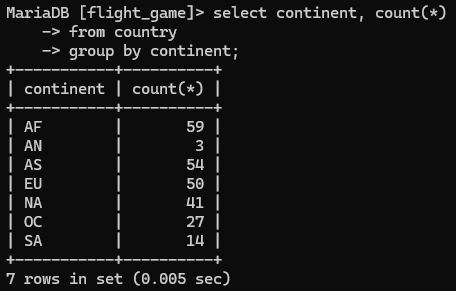 MariaDB [flight_game]> select continent, count(*)
    -> from country
    -> group by continent;
+-----------+----------+
| continent | count(*) |
+-----------+----------+
| AF        |       59 |
| AN        |        3 |
| AS        |       54 |
| EU        |       50 |
| NA        |       41 |
| OC        |       27 |
| SA        |       14 |
+-----------+----------+
7 rows in set (0.005 sec)